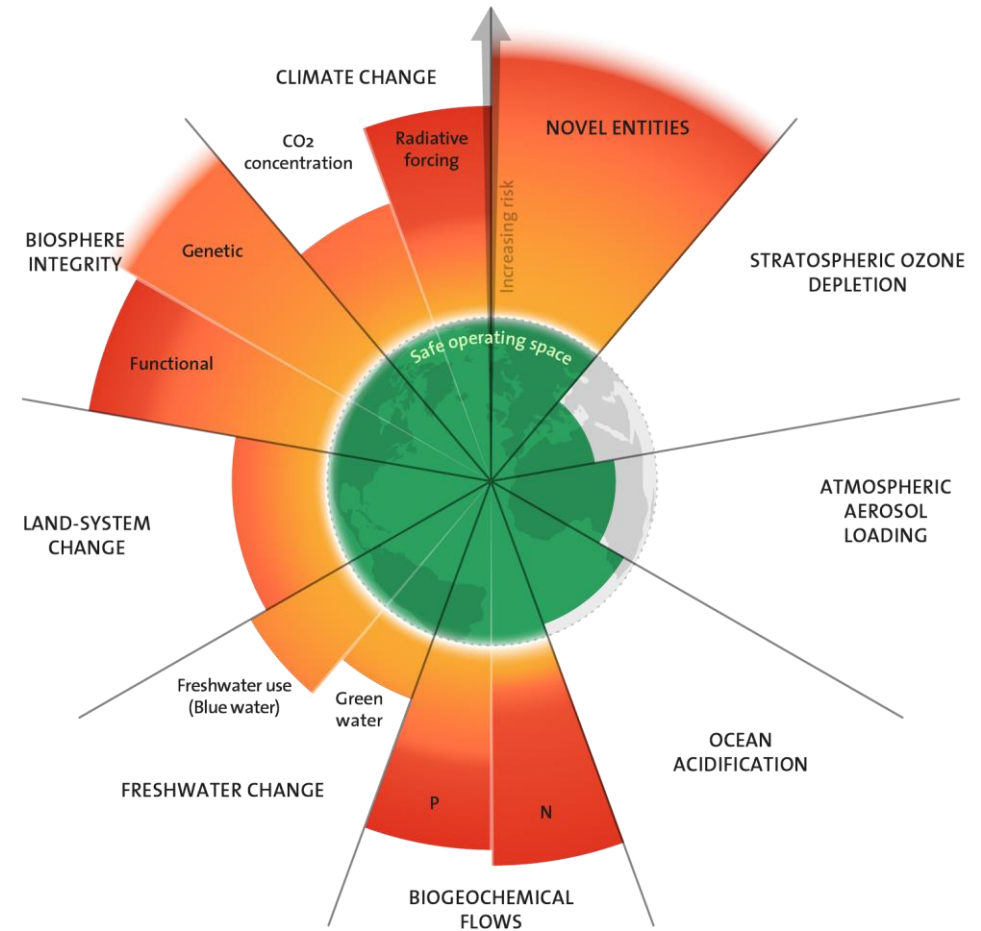 CLIMATE CHANGE
CO2
concentration
Radiative
forcing
NOVEL ENTITIES
Increasing risk
BIOSPHERE
INTEGRITY
Genetic
Functional
STRATOSPHERIC OZONE
DEPLETION
Safe operating space
ATMOSPHERIC
AEROSOL
LOADING
LAND-SYSTEM
CHANGE
Freshwater use
(Blue water)
Green
water
OCEAN
ACIDIFICATION
FRESHWATER CHANGE
P
N
BIOGEOCHEMICAL
FLOWS